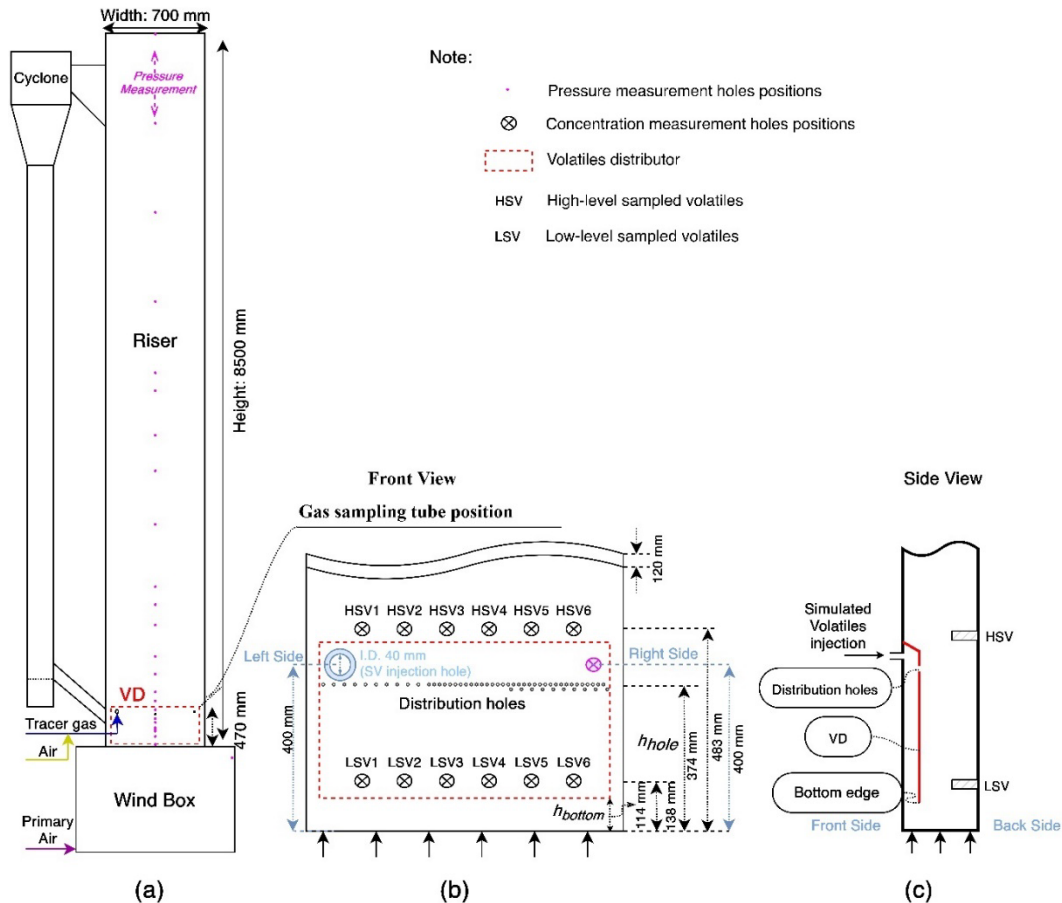 Width: 700 mm
Cyclone
Pressure
Measurement
Riser
Height: 8500 mm
VD
Tracer gas
Air
470 mm
Wind Box
Primary
Air
(a)
Note:
Pressure measurement holes positions
Concentration measurement holes positions
Volatiles distributor
HSV High-level sampled volatiles
LSV Low-level sampled volatiles
Front View
Gas sampling tube position
120 mm
HSV1 HSV2 HSV3 HSV4 HSV5 HSV6
Left Side
I.D. 40 mm
(SV injection hole)
Right Side
Distribution holes
400 mm
hhole
374 mm
483 mm
400 mm
LSV1 LSV2 LSV3 LSV4 LSV5 LSV6
hbottom
114 mm
138 mm
(b)
Side View
Simulated
Volatiles
injection
HSV
Distribution holes
VD
LSV
Bottom edge
Front Side
Back Side
(c)